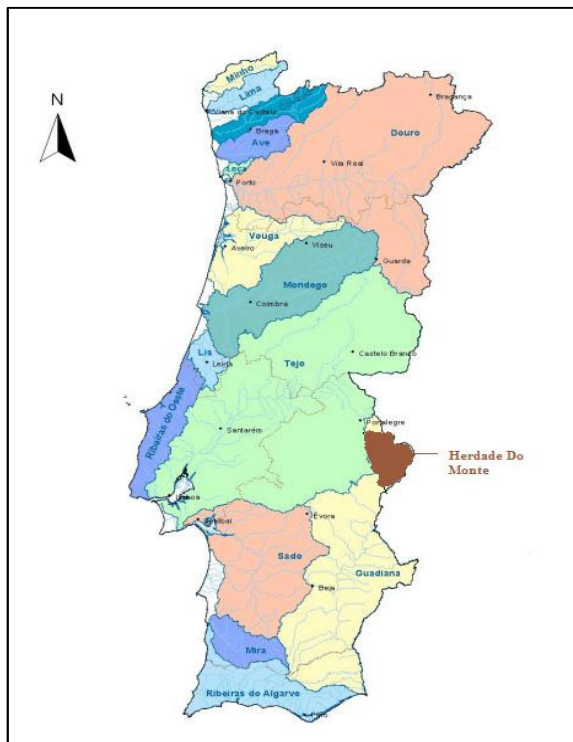 N
Minho
Lima
Viana do Castelo
Bragança
Braga
Douro
Ave
Vila Real
Leça
Porto
Vouga
Viseu
Aveiro
Guarda
Mondego
Coimbra
Lis
Leiria
Tejo
Castelo Branco
Ribeiras do Oeste
Portalegre
Santarém
Herdade Do
Monte
Lisboa
Évora
Setúbal
Sado
Guadiana
Beja
Mira
Ribeiras do Algarve
Faro